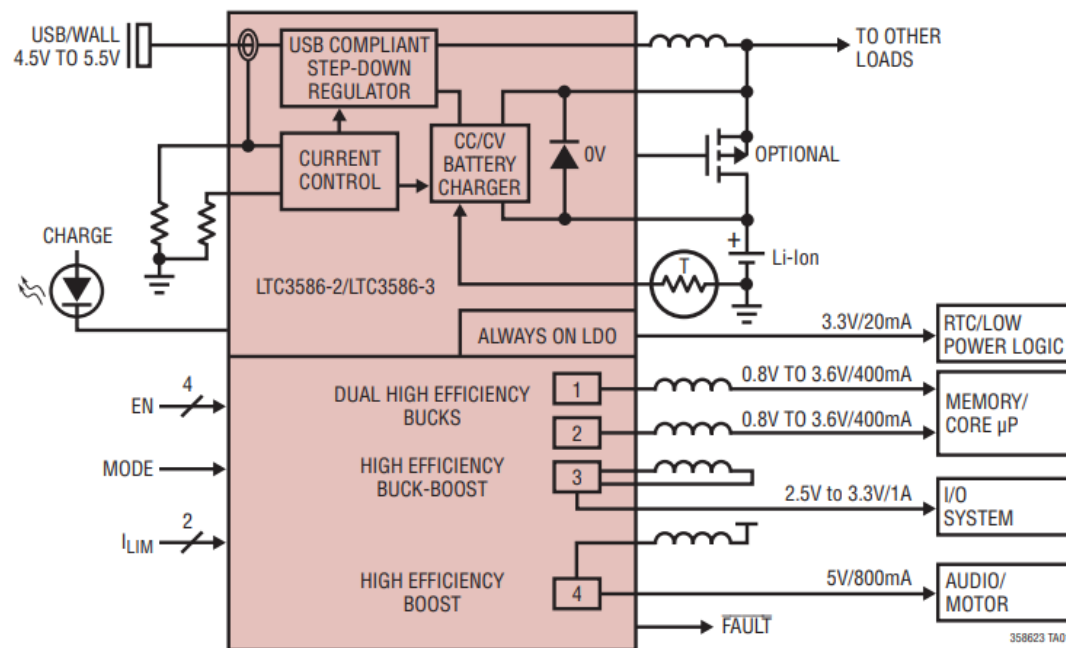 USB/WALL
4.5V TO 5.5V
USB COMPLIANT
STEP-DOWN
REGULATOR
TO OTHER
LOADS
CURRENT
CONTROL
CC/CV
BATTERY
CHARGER
0V
OPTIONAL
CHARGE
T
+
Li-Ion
LTC3586-2/LTC3586-3
ALWAYS ON LDO
3.3V/20mA
RTC/LOW
POWER LOGIC
4
EN
DUAL HIGH EFFICIENCY
BUCKS
1
0.8V TO 3.6V/400mA
2
0.8V TO 3.6V/400mA
MEMORY/
CORE µP
MODE
HIGH EFFICIENCY
BUCK-BOOST
3
2.5V to 3.3V/1A
I/O
SYSTEM
2
ILIM
HIGH EFFICIENCY
BOOST
4
5V/800mA
AUDIO/
MOTOR
FAULT